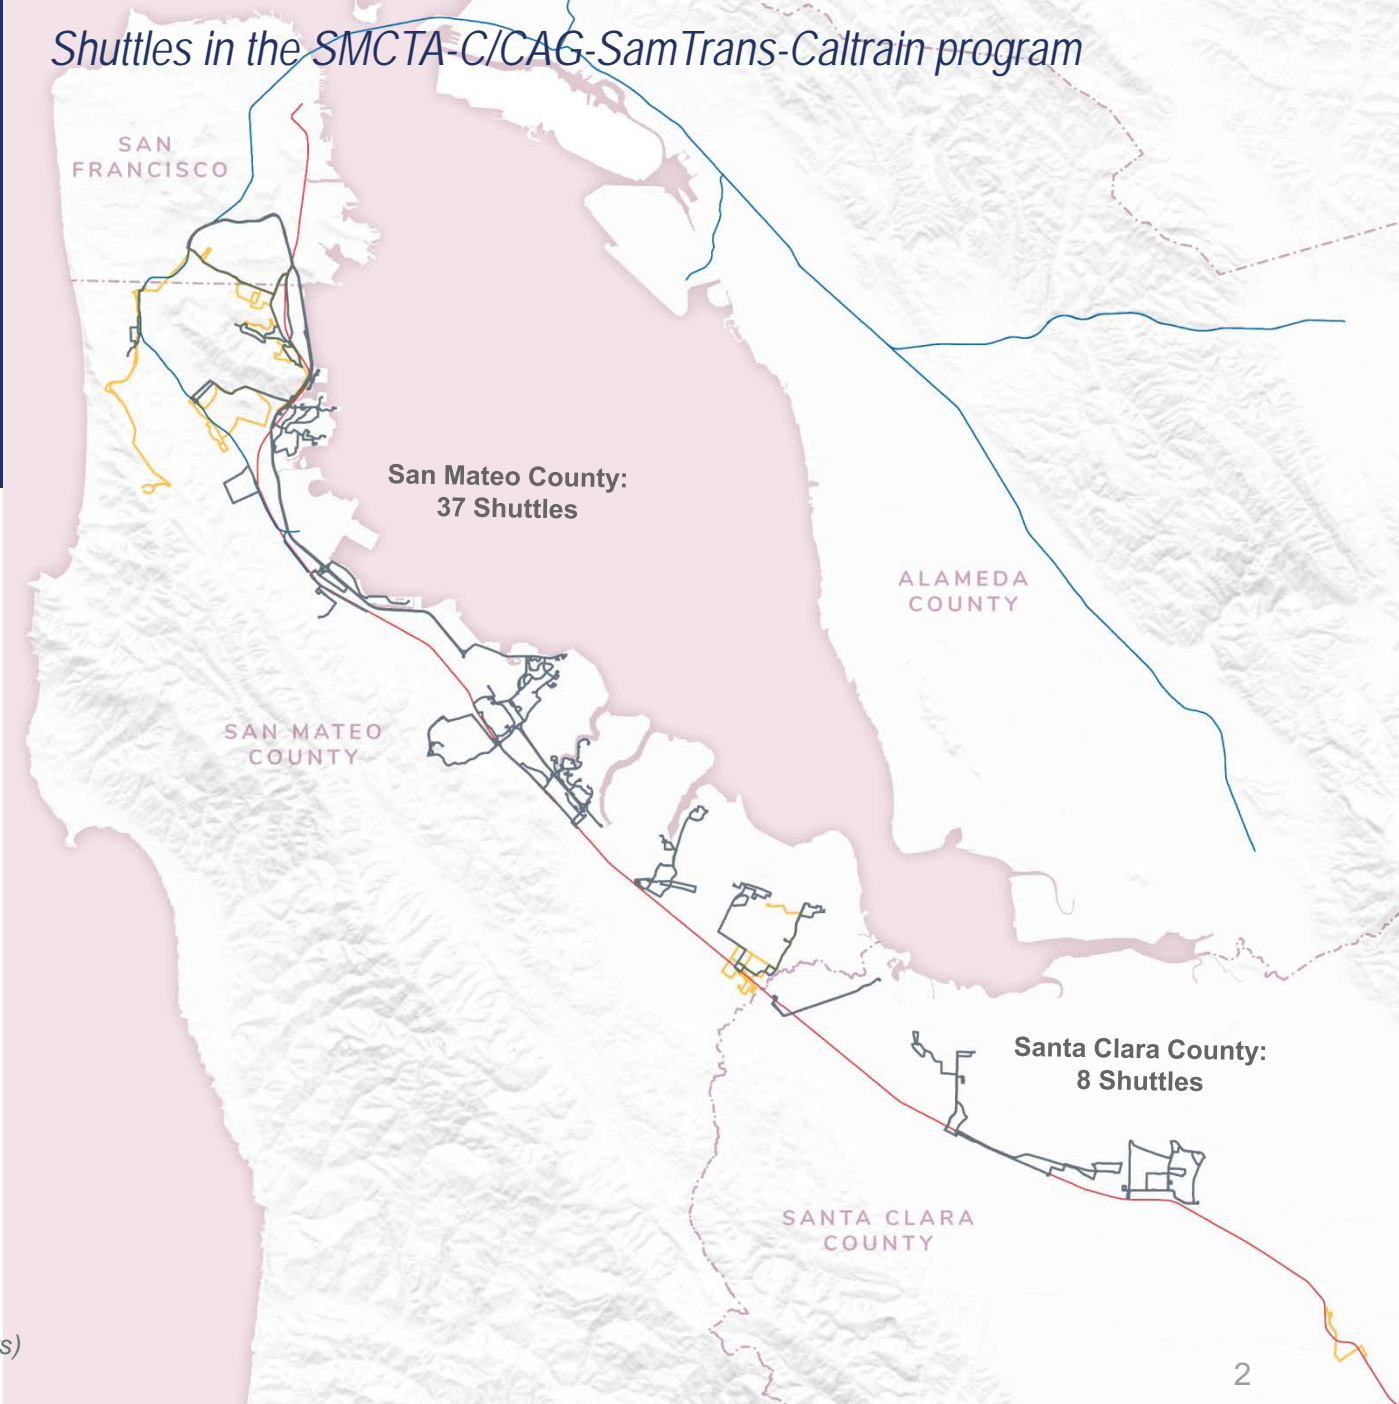 Shuttles in the SMCTA-C/CAG-SamTrans-Caltrain program
SAN
FRANCISCO
San Mateo County:
37 Shuttles
ALAMEDA
COUNTY
SAN MATEO
COUNTY
Santa Clara County:
8 Shuttles
SANTA CLARA
COUNTY
s)
2